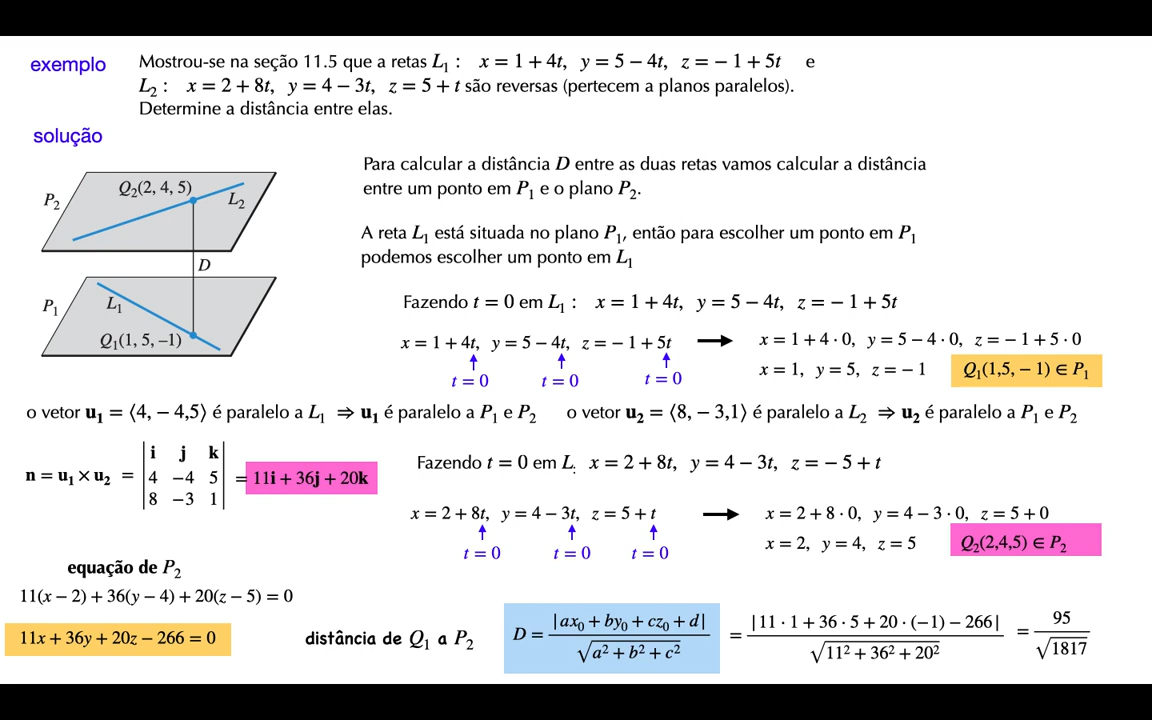 exemplo
Mostrou-se na seção 11.5 que a retas L₁ : x = 1 + 4t, y = 5 − 4t, z = − 1 + 5t e
L₂ : x = 2 + 8t, y = 4 − 3t, z = 5 + t são reversas (pertecem a planos paralelos).
Determine a distância entre elas.
solução
P₂
Q₂(2, 4, 5)
L₂
D
P₁
L₁
Q₁(1, 5, −1)
Para calcular a distância D entre as duas retas vamos calcular a distância
entre um ponto em P₁ e o plano P₂.
A reta L₁ está situada no plano P₁, então para escolher um ponto em P₁
podemos escolher um ponto em L₁
Fazendo t = 0 em L₁ : x = 1 + 4t, y = 5 − 4t, z = − 1 + 5t
x = 1 + 4t, y = 5 − 4t, z = − 1 + 5t ⟶ x = 1 + 4 · 0, y = 5 − 4 · 0, z = − 1 + 5 · 0
↑ ↑ ↑
t = 0 t = 0 t = 0
x = 1, y = 5, z = − 1 Q₁(1,5, − 1) ∈ P₁
o vetor u₁ = ⟨4, − 4,5⟩ é paralelo a L₁ ⇒ u₁ é paralelo a P₁ e P₂ o vetor u₂ = ⟨8, − 3,1⟩ é paralelo a L₂ ⇒ u₂ é paralelo a P₁ e P₂
n = u₁ × u₂ = | i j k |
| 4 −4 5 | = 11i + 36j + 20k
| 8 −3 1 |
Fazendo t = 0 em L. x = 2 + 8t, y = 4 − 3t, z = − 5 + t
x = 2 + 8t, y = 4 − 3t, z = 5 + t ⟶ x = 2 + 8 · 0, y = 4 − 3 · 0, z = 5 + 0
↑ ↑ ↑
t = 0 t = 0 t = 0
x = 2, y = 4, z = 5 Q₂(2,4,5) ∈ P₂
equação de P₂
11(x − 2) + 36(y − 4) + 20(z − 5) = 0
11x + 36y + 20z − 266 = 0
distância de Q₁ a P₂
D = |ax₀ + by₀ + cz₀ + d| / √(a² + b² + c²) = |11 · 1 + 36 · 5 + 20 · (−1) − 266| / √(11² + 36² + 20²) = 95 / √1817